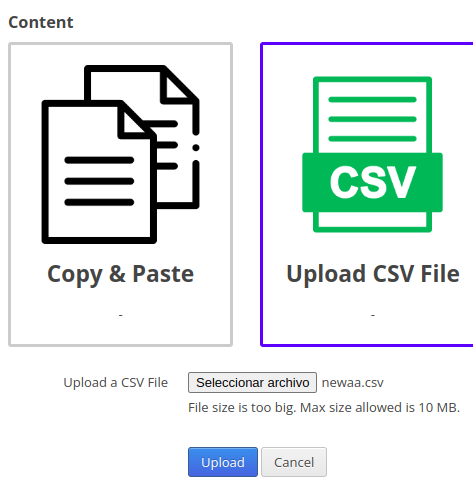 Content
CSV
Copy & Paste
Upload CSV File
-
-
Upload a CSV File
Seleccionar archivo newaa.csv
File size is too big. Max size allowed is 10 MB.
Upload
Cancel